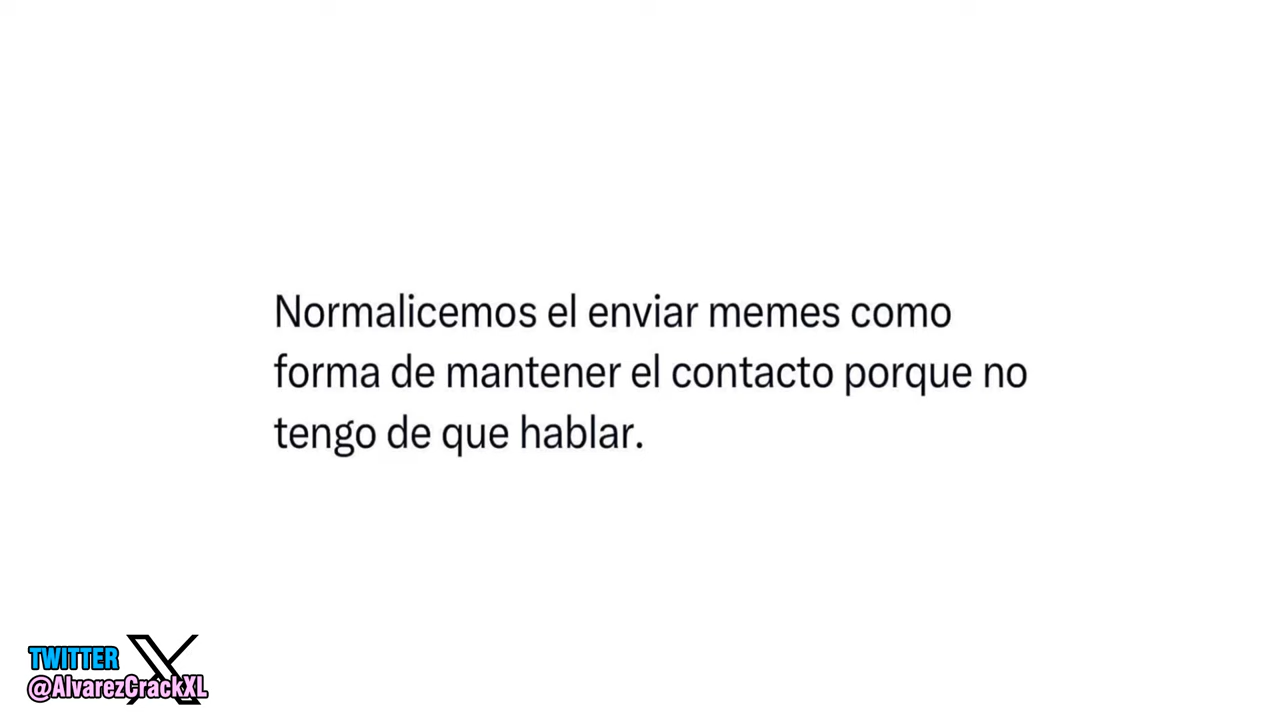 Normalicemos el enviar memes como
forma de mantener el contacto porque no
tengo de que hablar.
TWITTER X
@AlvarezCrackXL